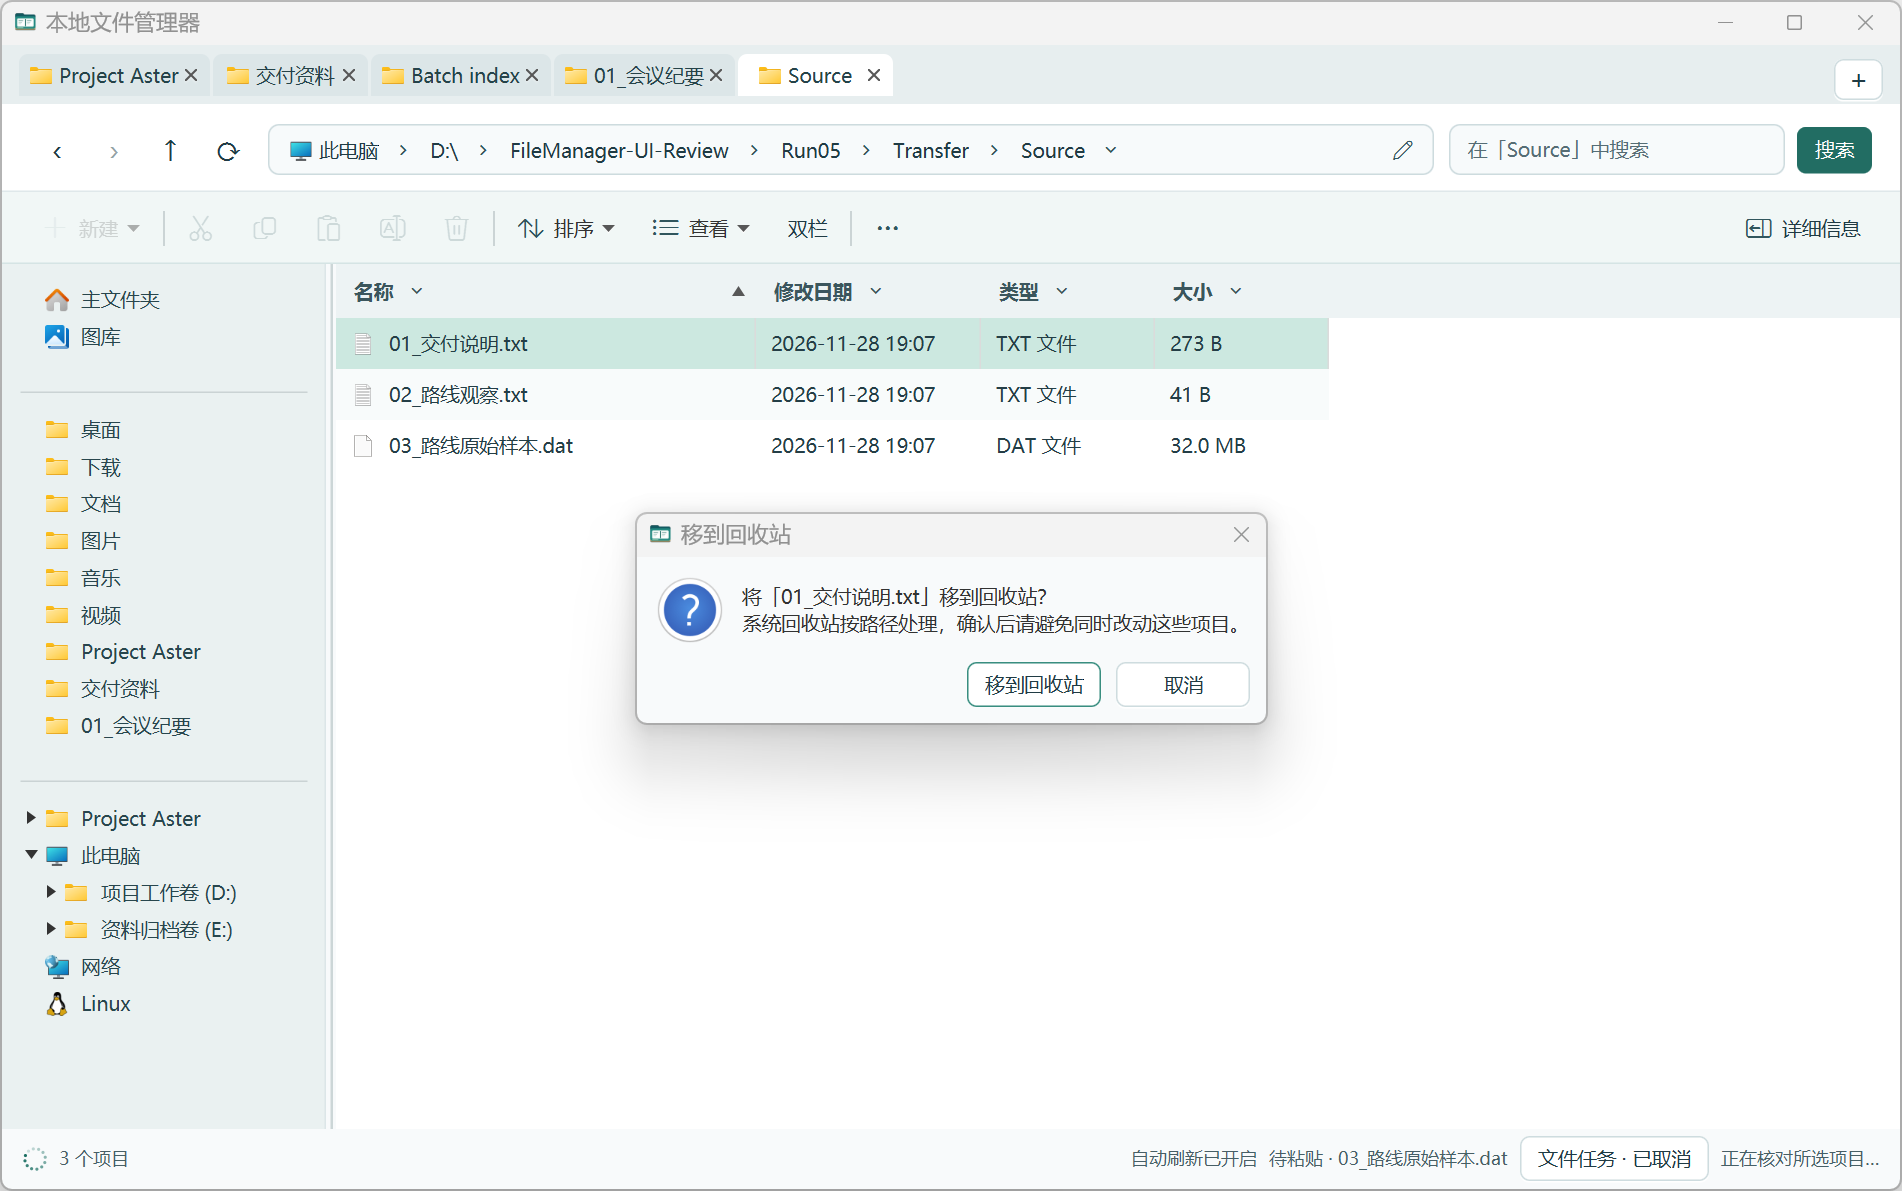 本地文件管理器
Project Aster
交付资料
Batch index
01_会议纪要
Source
此电脑 › D:\ › FileManager-UI-Review › Run05 › Transfer › Source
在「Source」中搜索
搜索
新建
排序
查看
双栏
详细信息
主文件夹
图库
桌面
下载
文档
图片
音乐
视频
Project Aster
交付资料
01_会议纪要
Project Aster
此电脑
项目工作卷 (D:)
资料归档卷 (E:)
网络
Linux
名称 修改日期 类型 大小
01_交付说明.txt 2026-11-28 19:07 TXT 文件 273 B
02_路线观察.txt 2026-11-28 19:07 TXT 文件 41 B
03_路线原始样本.dat 2026-11-28 19:07 DAT 文件 32.0 MB
移到回收站
将「01_交付说明.txt」移到回收站?
系统回收站按路径处理，确认后请避免同时改动这些项目。
移到回收站
取消
3 个项目
自动刷新已开启
待粘贴 · 03_路线原始样本.dat
文件任务 · 已取消
正在核对所选项目...